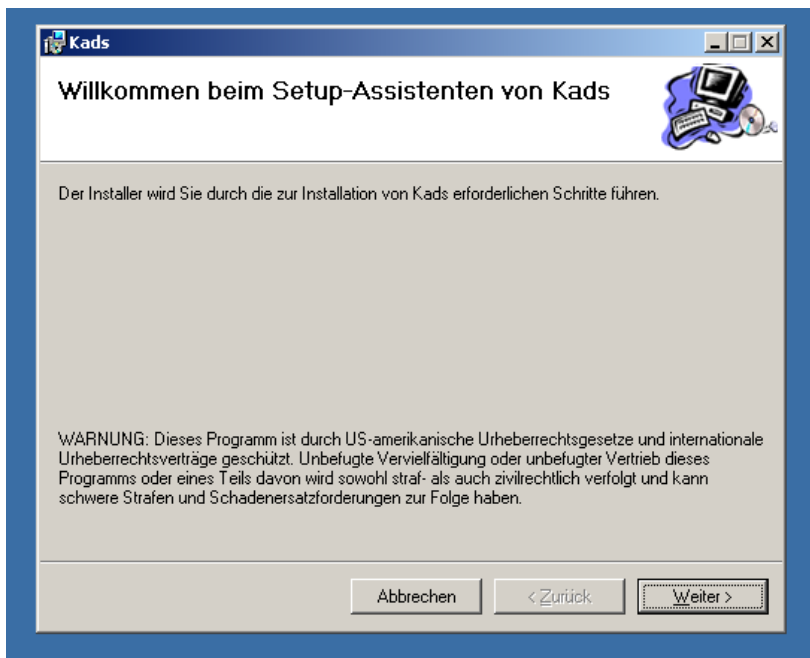 Kads
Willkommen beim Setup-Assistenten von Kads
Der Installer wird Sie durch die zur Installation von Kads erforderlichen Schritte führen.
WARNUNG: Dieses Programm ist durch US-amerikanische Urheberrechtsgesetze und internationale
Urheberrechtsverträge geschützt. Unbefugte Vervielfältigung oder unbefugter Vertrieb dieses
Programms oder eines Teils davon wird sowohl straf- als auch zivilrechtlich verfolgt und kann
schwere Strafen und Schadenersatzforderungen zur Folge haben.
Abbrechen < Zurück Weiter >